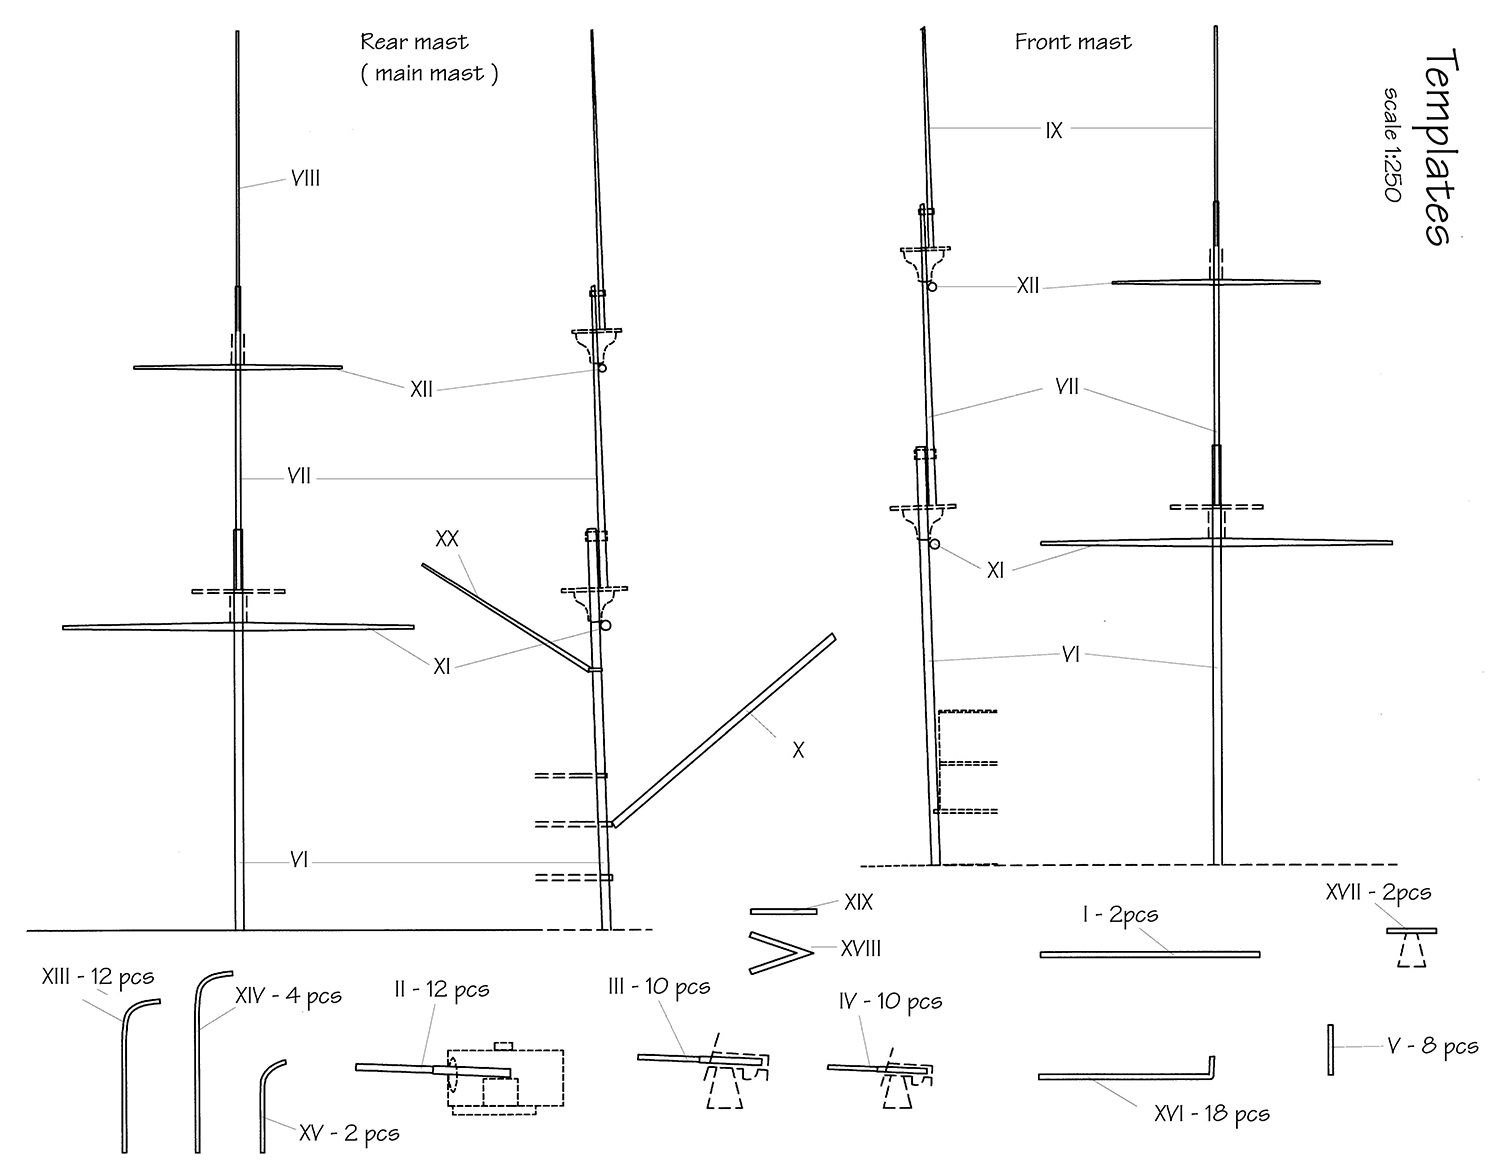 Rear mast
( main mast )
Front mast
Templates
scale 1:250
VIII
IX
XII
XII
VII
VII
XX
XI
XI
VI
X
VI
XIX
XVIII
I - 2pcs
XVII - 2pcs
XIII - 12 pcs
XIV - 4 pcs
II - 12 pcs
III - 10 pcs
IV - 10 pcs
V - 8 pcs
XV - 2 pcs
XVI - 18 pcs